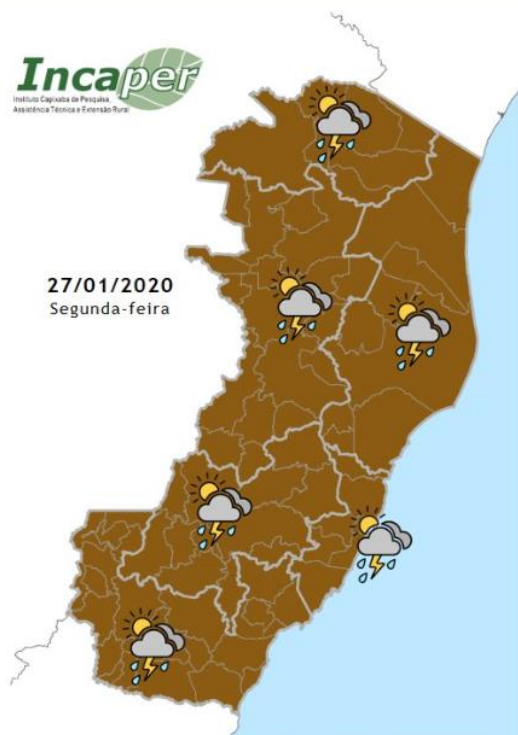 Incaper
Instituto Capixaba de Pesquisa,
Assistência Técnica e Extensão Rural
27/01/2020
Segunda-feira